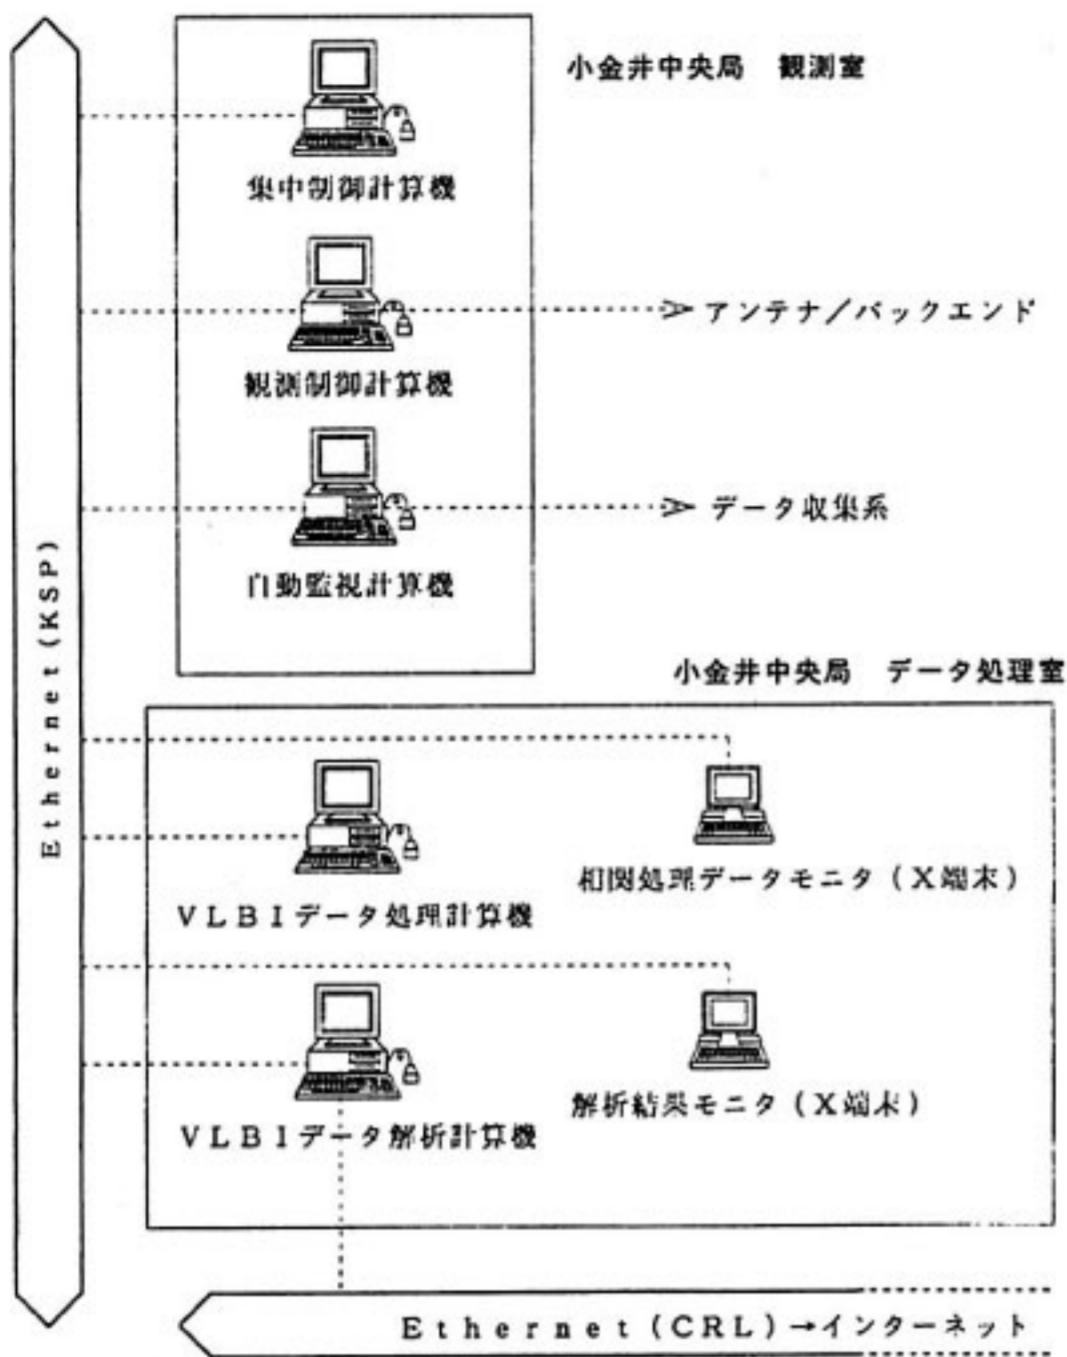 小金井中央局 観測室
集中制御計算機
観測制御計算機
アンテナ／バックエンド
自動監視計算機
データ収集系
Ethernet (KSP)
小金井中央局 データ処理室
VLBIデータ処理計算機
相関処理データモニタ（X端末）
VLBIデータ解析計算機
解析結果モニタ（X端末）
Ethernet (CRL)→インターネット